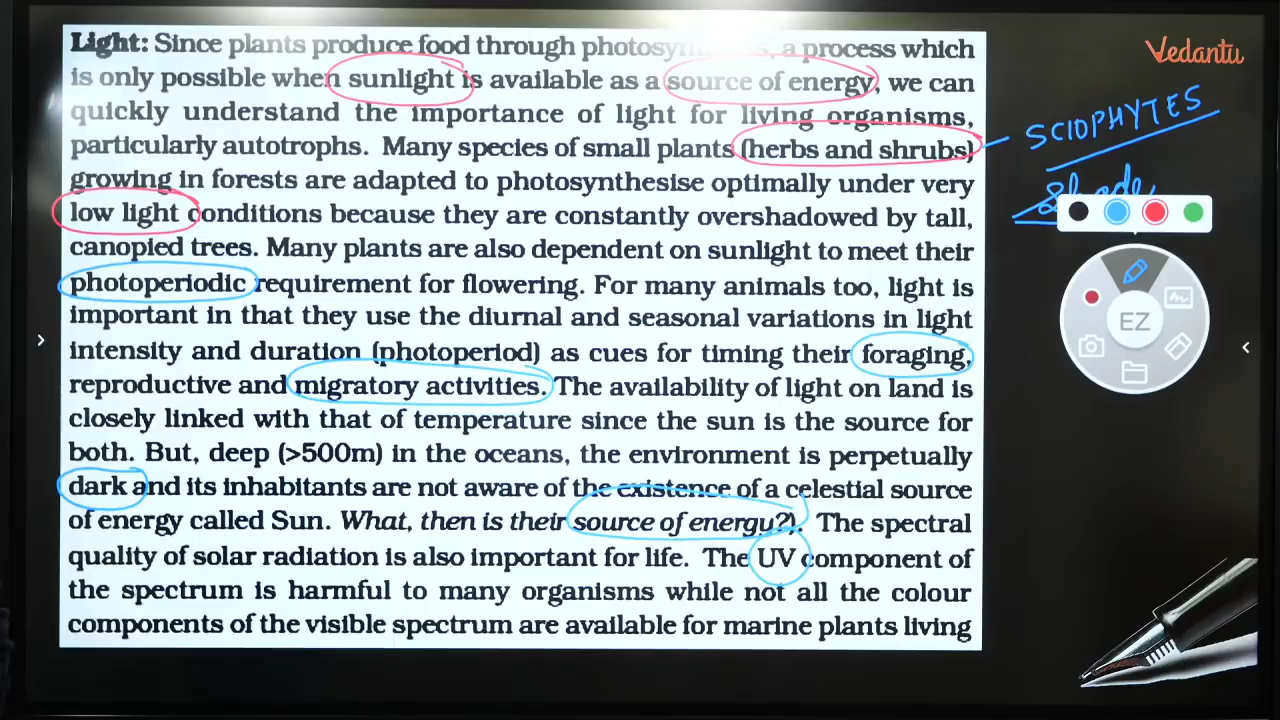 Light: Since plants produce food through photosyn s, a process which
is only possible when sunlight is available as a source of energy, we can
quickly understand the importance of light for living organisms,
particularly autotrophs. Many species of small plants (herbs and shrubs)
growing in forests are adapted to photosynthesise optimally under very
low light conditions because they are constantly overshadowed by tall,
canopied trees. Many plants are also dependent on sunlight to meet their
photoperiodic requirement for flowering. For many animals too, light is
important in that they use the diurnal and seasonal variations in light
intensity and duration (photoperiod) as cues for timing their foraging,
reproductive and migratory activities. The availability of light on land is
closely linked with that of temperature since the sun is the source for
both. But, deep (>500m) in the oceans, the environment is perpetually
dark and its inhabitants are not aware of the existence of a celestial source
of energy called Sun. What, then is their source of energy?). The spectral
quality of solar radiation is also important for life. The UV component of
the spectrum is harmful to many organisms while not all the colour
components of the visible spectrum are available for marine plants living
Vedantu
SCIOPHYTES
Shade
EZ